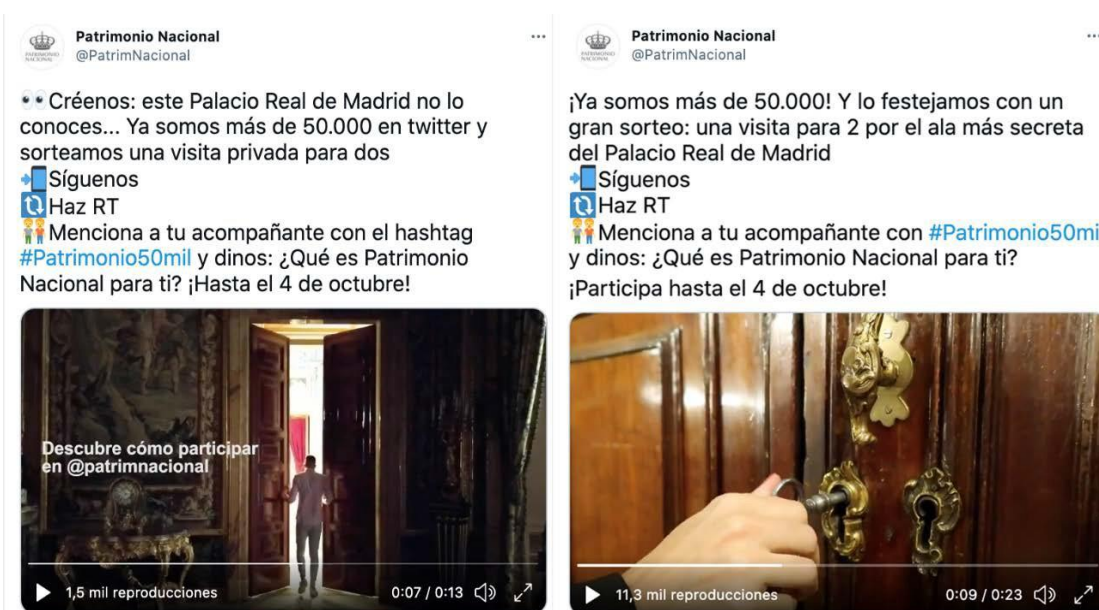 Patrimonio Nacional
@PatrimNacional
PATRIMONIO
NACIONAL
👀Créenos: este Palacio Real de Madrid no lo
conoces... Ya somos más de 50.000 en twitter y
sorteamos una visita privada para dos
📲Síguenos
🔃Haz RT
👬Menciona a tu acompañante con el hashtag
#Patrimonio50mil y dinos: ¿Qué es Patrimonio
Nacional para ti? ¡Hasta el 4 de octubre!
Descubre cómo participar
en @patrimnacional
1,5 mil reproducciones
0:07 / 0:13
Patrimonio Nacional
@PatrimNacional
PATRIMONIO
NACIONAL
¡Ya somos más de 50.000! Y lo festejamos con un
gran sorteo: una visita para 2 por el ala más secreta
del Palacio Real de Madrid
📲Síguenos
🔃Haz RT
👬Menciona a tu acompañante con #Patrimonio50mi
y dinos: ¿Qué es Patrimonio Nacional para ti?
¡Participa hasta el 4 de octubre!
11,3 mil reproducciones
0:09 / 0:23